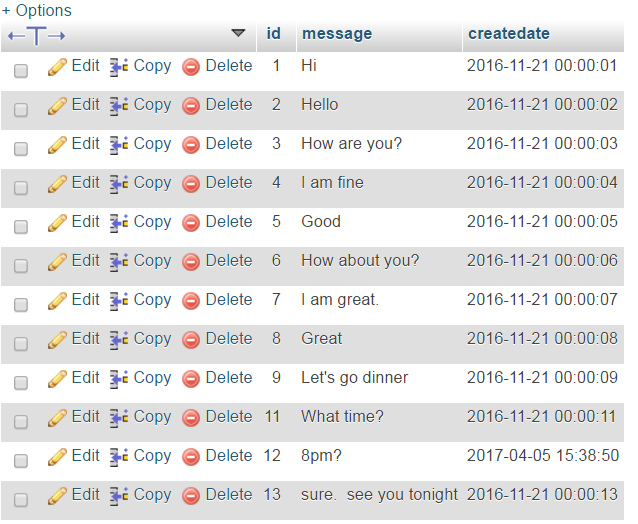 + Options
id message createdate
Edit Copy Delete 1 Hi 2016-11-21 00:00:01
Edit Copy Delete 2 Hello 2016-11-21 00:00:02
Edit Copy Delete 3 How are you? 2016-11-21 00:00:03
Edit Copy Delete 4 I am fine 2016-11-21 00:00:04
Edit Copy Delete 5 Good 2016-11-21 00:00:05
Edit Copy Delete 6 How about you? 2016-11-21 00:00:06
Edit Copy Delete 7 I am great. 2016-11-21 00:00:07
Edit Copy Delete 8 Great 2016-11-21 00:00:08
Edit Copy Delete 9 Let's go dinner 2016-11-21 00:00:09
Edit Copy Delete 11 What time? 2016-11-21 00:00:11
Edit Copy Delete 12 8pm? 2017-04-05 15:38:50
Edit Copy Delete 13 sure.  see you tonight 2016-11-21 00:00:13